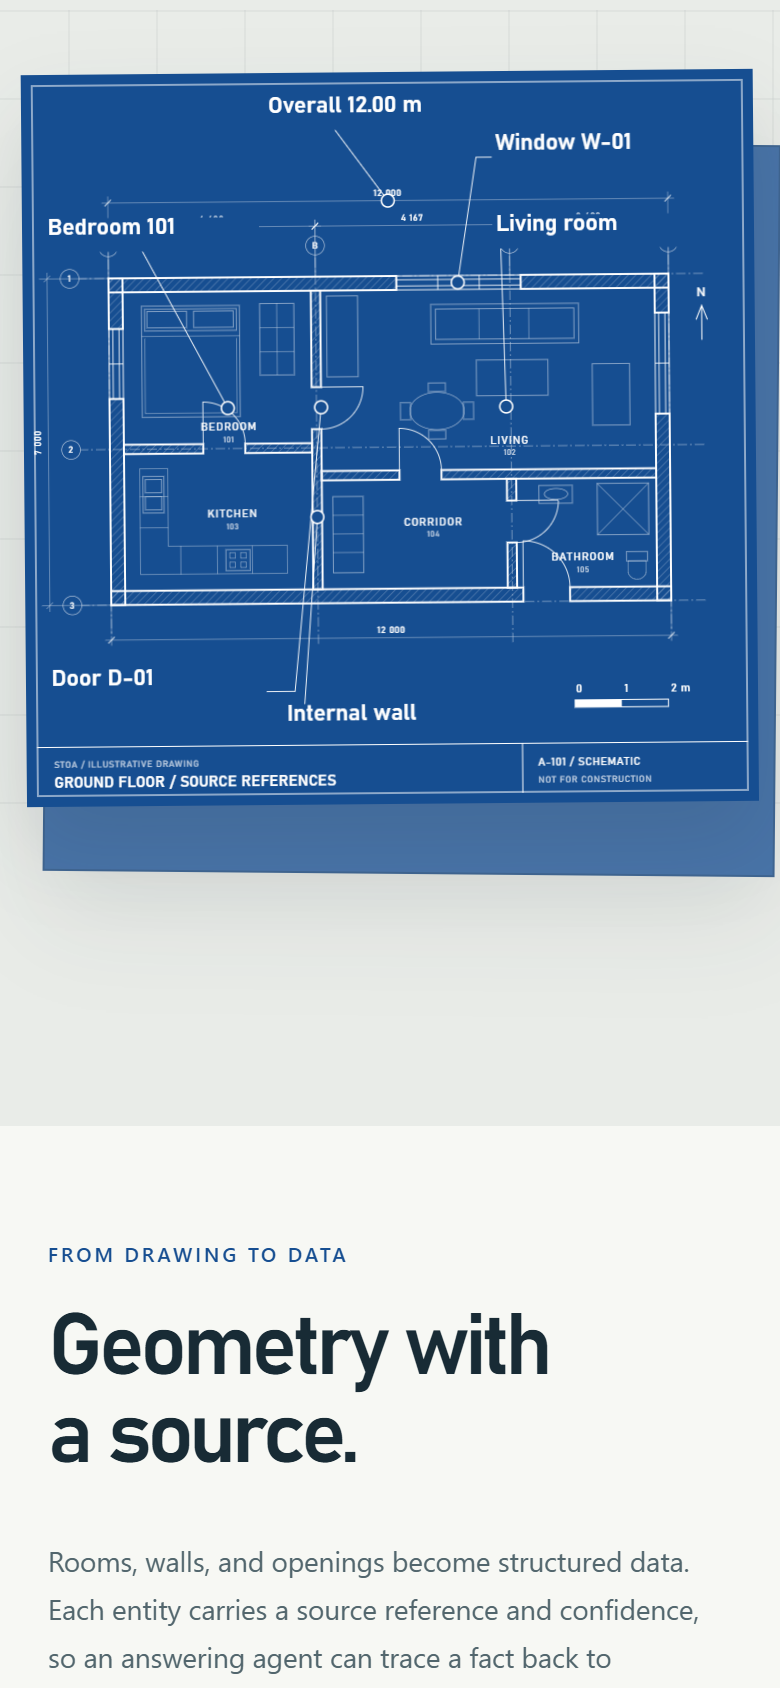 Overall 12.00 m
Window W-01
12 000
Bedroom 101
4 167
Living room
B
1
N
BEDROOM
101
7 000
2
LIVING
102
KITCHEN
103
CORRIDOR
104
BATHROOM
105
3
12 000
Door D-01
0 1 2 m
Internal wall
STOA / ILLUSTRATIVE DRAWING
GROUND FLOOR / SOURCE REFERENCES
A-101 / SCHEMATIC
NOT FOR CONSTRUCTION
FROM DRAWING TO DATA
Geometry with
a source.
Rooms, walls, and openings become structured data.
Each entity carries a source reference and confidence,
so an answering agent can trace a fact back to